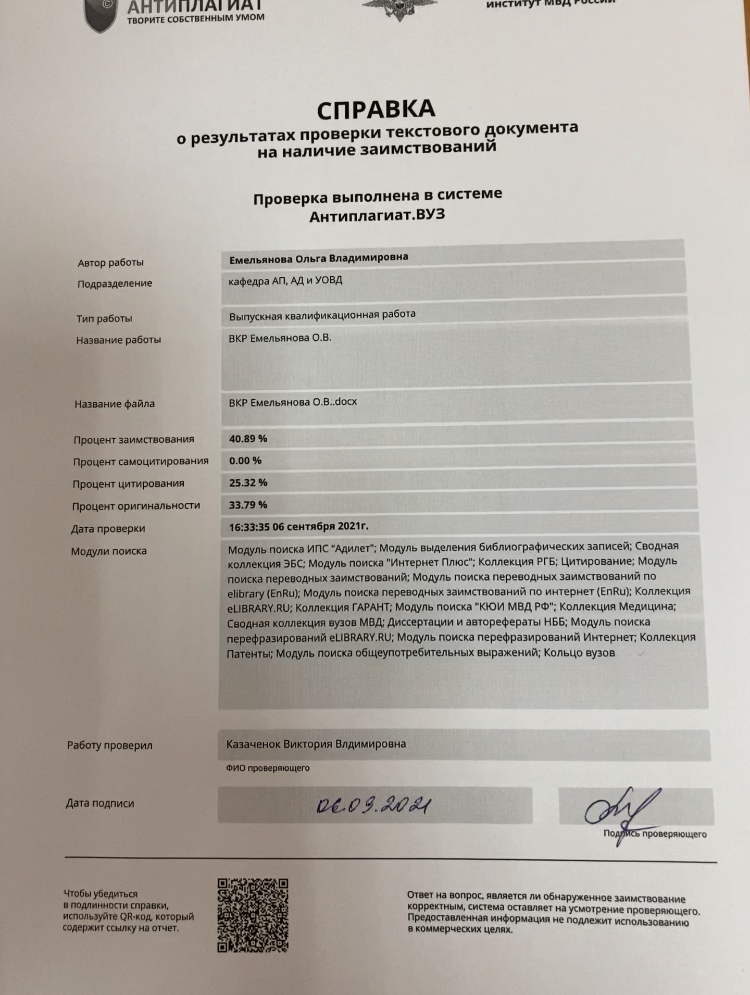 АНТИПЛАГИАТ
ТВОРИТЕ СОБСТВЕННЫМ УМОМ
институт МВД России
СПРАВКА
о результатах проверки текстового документа
на наличие заимствований
Проверка выполнена в системе
Антиплагиат.ВУЗ
Автор работы Емельянова Ольга Владимировна
Подразделение кафедра АП, АД и УОВД
Тип работы Выпускная квалификационная работа
Название работы ВКР Емельянова О.В.
Название файла ВКР Емельянова О.В..docx
Процент заимствования 40.89 %
Процент самоцитирования 0.00 %
Процент цитирования 25.32 %
Процент оригинальности 33.79 %
Дата проверки 16:33:35 06 сентября 2021г.
Модули поиска Модуль поиска ИПС "Адилет"; Модуль выделения библиографических записей; Сводная
коллекция ЭБС; Модуль поиска "Интернет Плюс"; Коллекция РГБ; Цитирование; Модуль
поиска переводных заимствований; Модуль поиска переводных заимствований по
elibrary (EnRu); Модуль поиска переводных заимствований по интернет (EnRu); Коллекция
eLIBRARY.RU; Коллекция ГАРАНТ; Модуль поиска "КЮИ МВД РФ"; Коллекция Медицина;
Сводная коллекция вузов МВД; Диссертации и авторефераты НББ; Модуль поиска
перефразирований eLIBRARY.RU; Модуль поиска перефразирований Интернет; Коллекция
Патенты; Модуль поиска общеупотребительных выражений; Кольцо вузов
Работу проверил Казаченок Виктория Влдимировна
ФИО проверяющего
Дата подписи 06.09.2021
Подпись проверяющего
Чтобы убедиться
в подлинности справки,
используйте QR-код, который
содержит ссылку на отчет.
Ответ на вопрос, является ли обнаруженное заимствование
корректным, система оставляет на усмотрение проверяющего.
Предоставленная информация не подлежит использованию
в коммерческих целях.